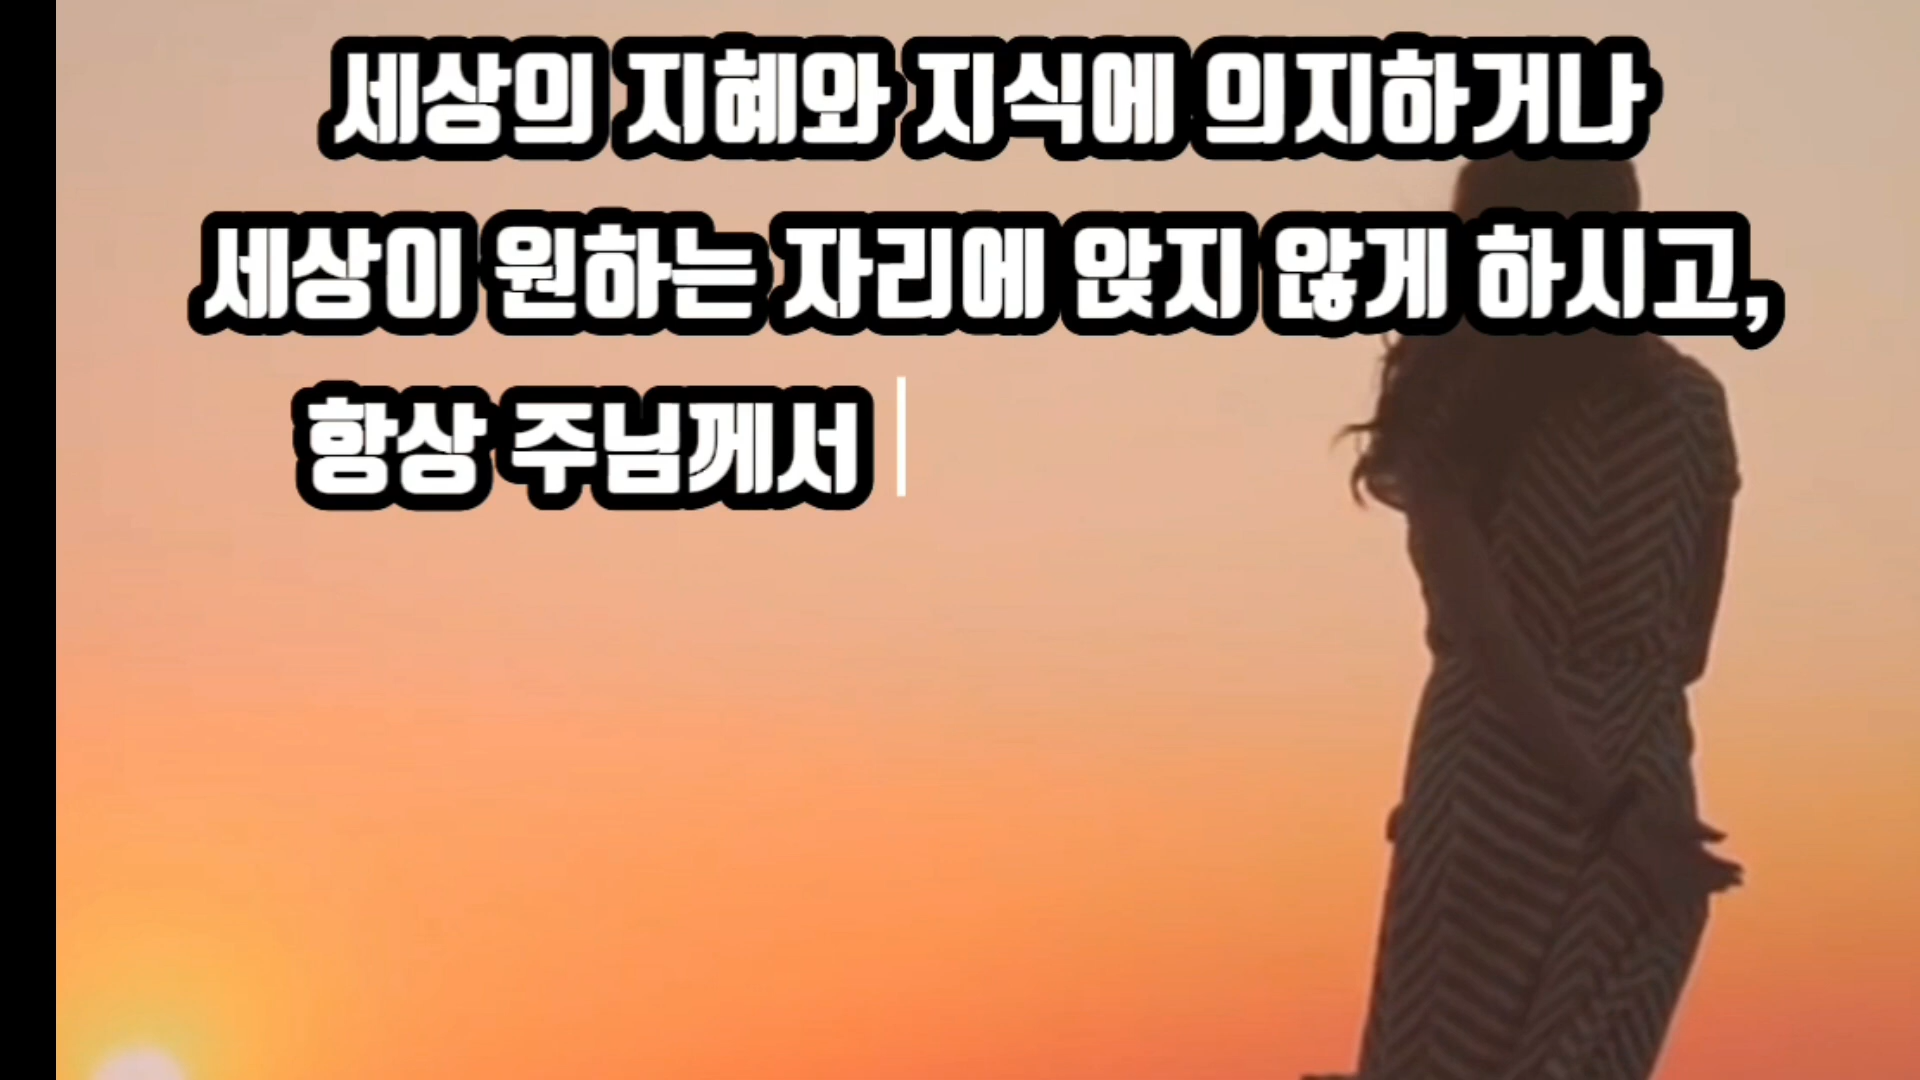 세상의 지혜와 지식에 의지하거나
세상이 원하는 자리에 앉지 않게 하시고,
항상 주님께서